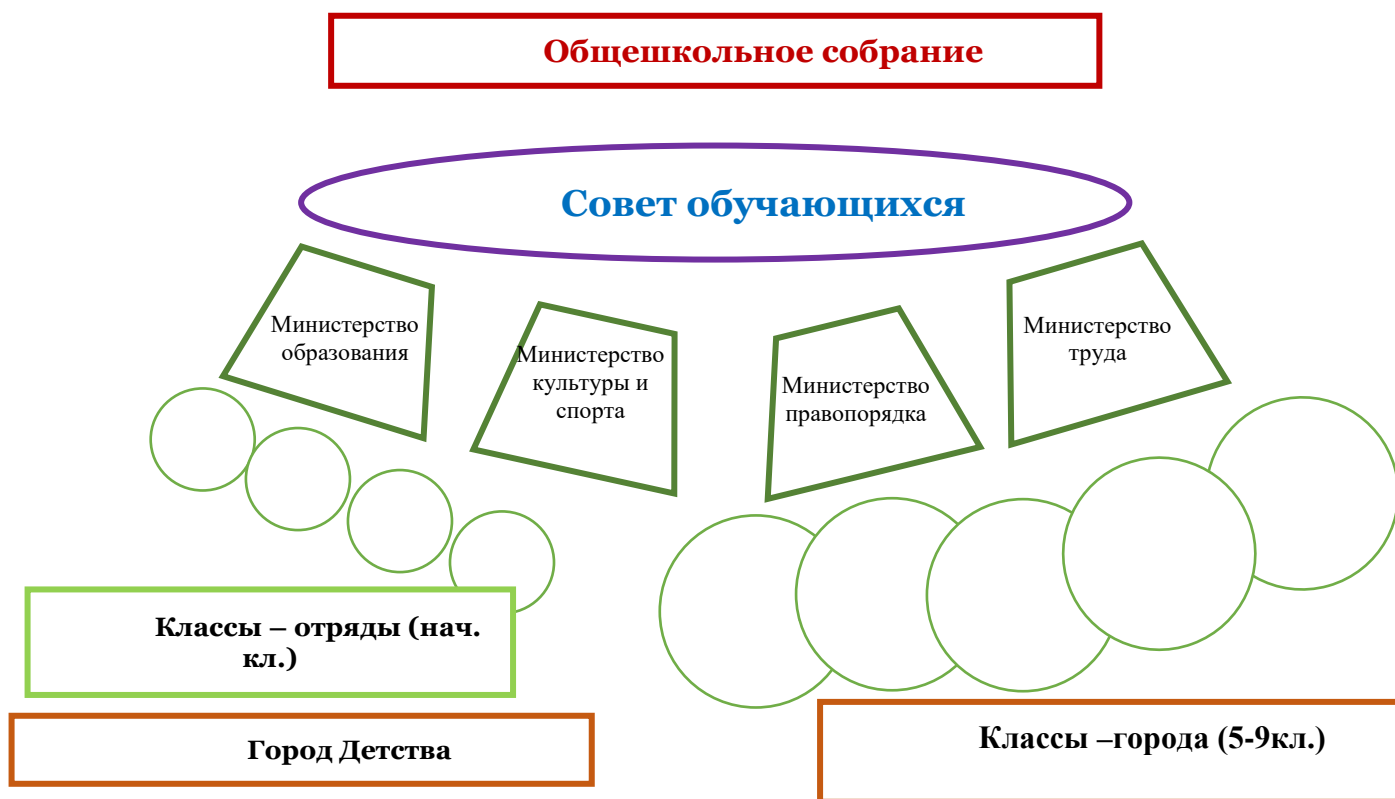 Общешкольное собрание
Совет обучающихся
Министерство
образования
Министерство
культуры и
спорта
Министерство
правопорядка
Министерство
труда
Классы – отряды (нач.
кл.)
Город Детства
Классы –города (5-9кл.)